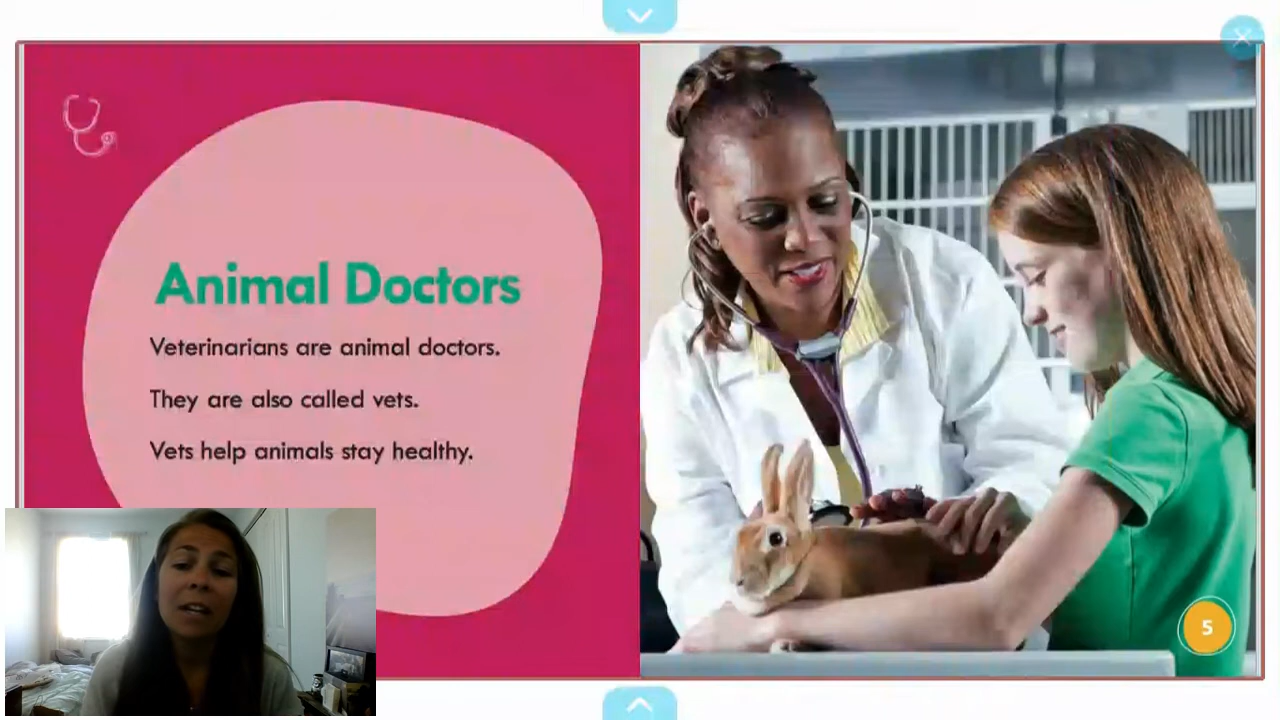 Animal Doctors
Veterinarians are animal doctors.
They are also called vets.
Vets help animals stay healthy.
5